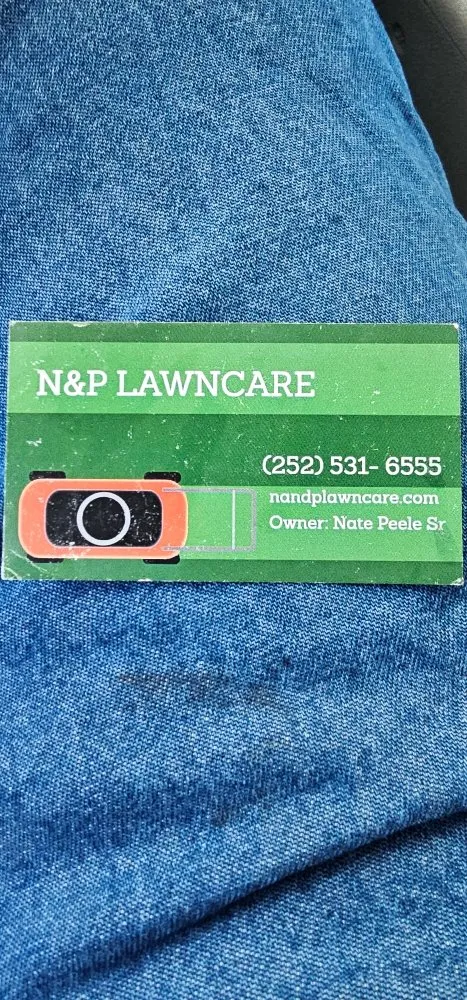 N&P LAWNCARE
(252) 531- 6555
nandplawncare.com
Owner: Nate Peele Sr